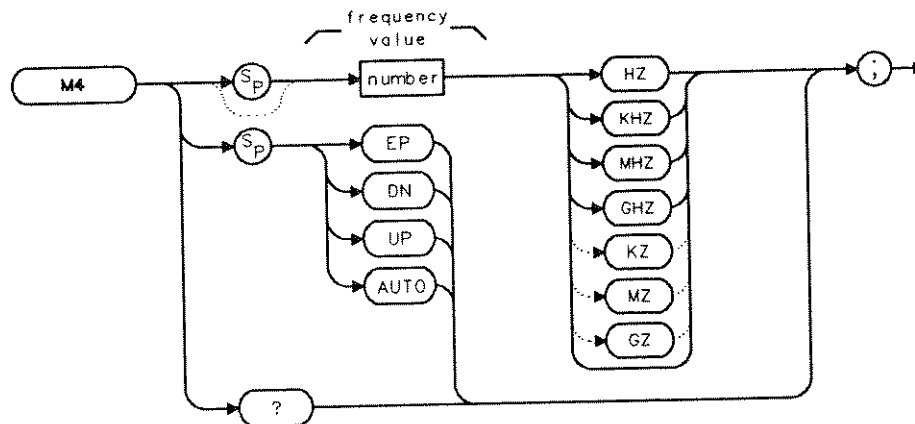 frequency
value
M4
SP
number
HZ
KHZ
MHZ
GHZ
KZ
MZ
GZ
;
SP
EP
DN
UP
AUTO
?